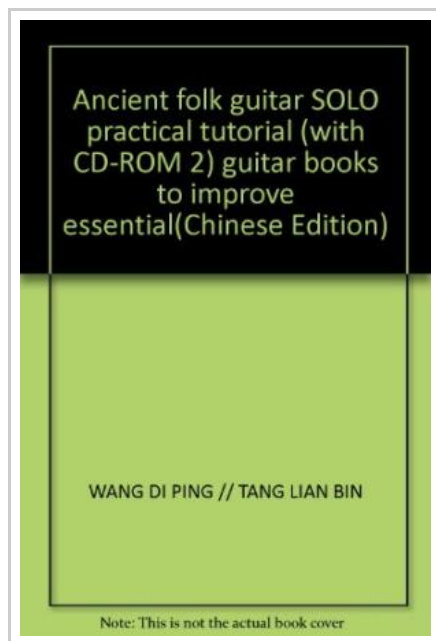 Ancient folk guitar SOLO
practical tutorial (with
CD-ROM 2) guitar books
to improve
essential(Chinese Edition)
WANG DI PING // TANG LIAN BIN
Note: This is not the actual book cover